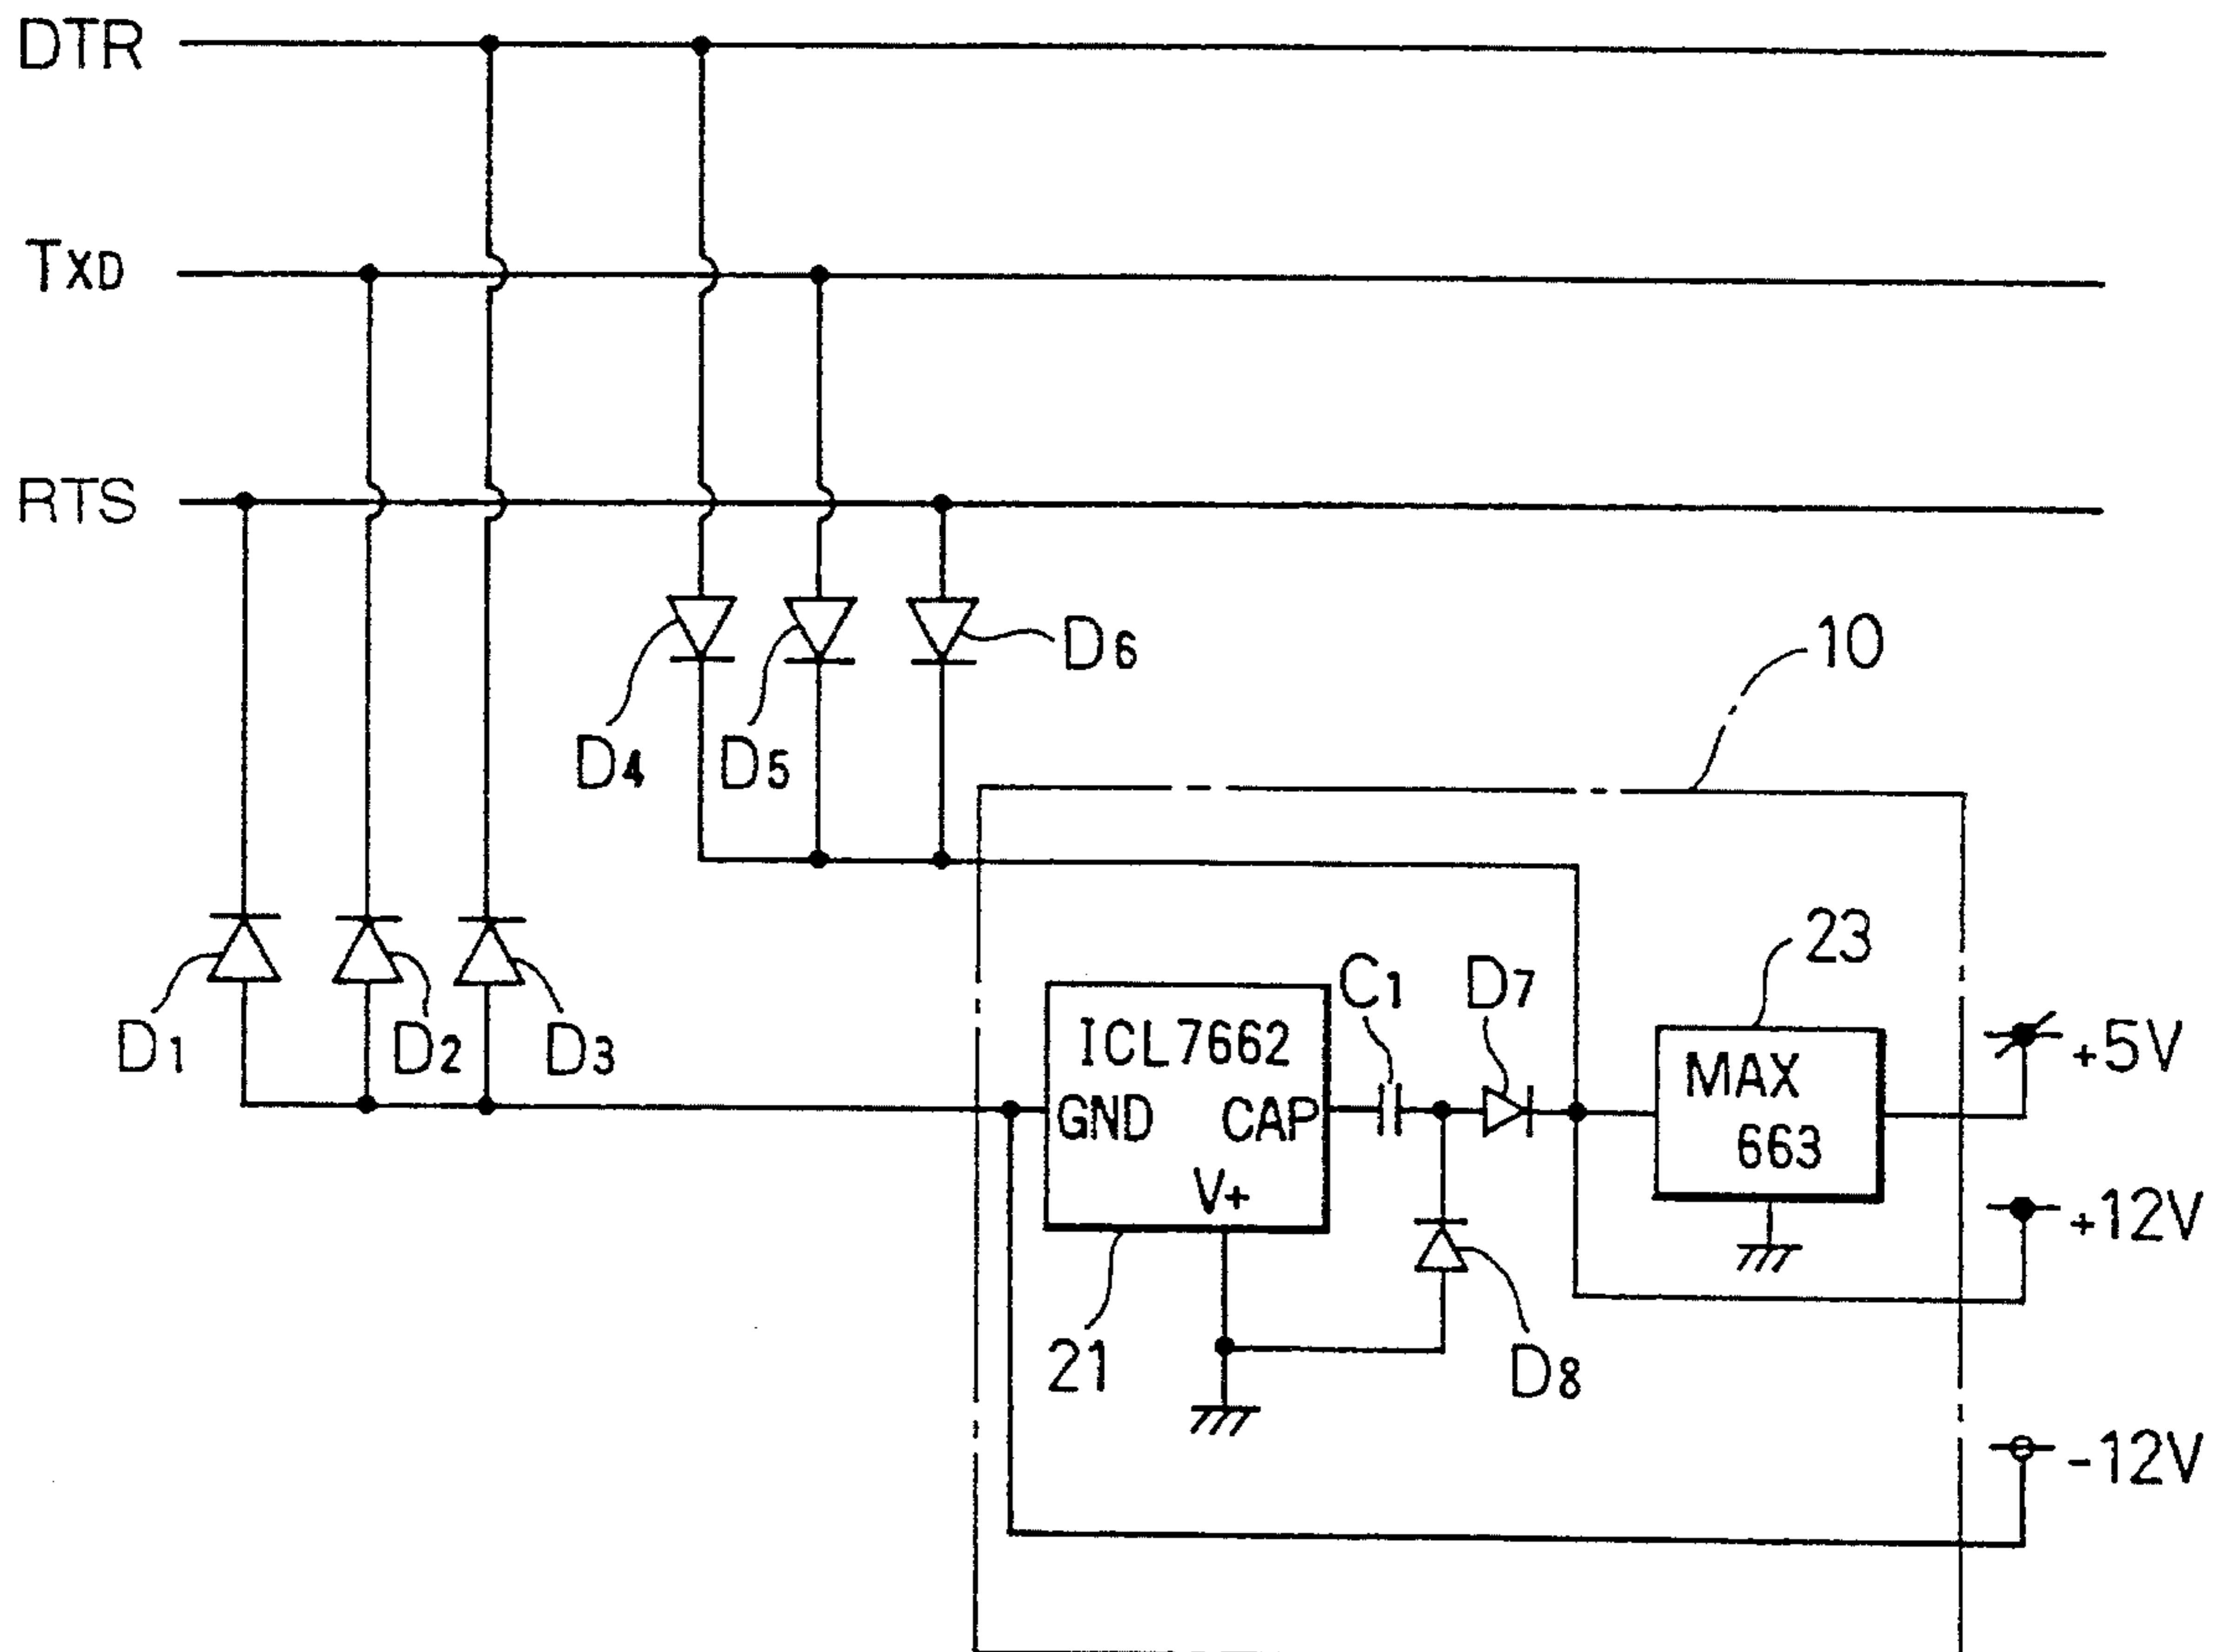 DTR
TXD
RTS
D6
10
D4
D5
23
C1
D7
D1
D2
D3
ICL7662
GND
CAP
V+
MAX
663
+5V
+12V
21
D8
-12V